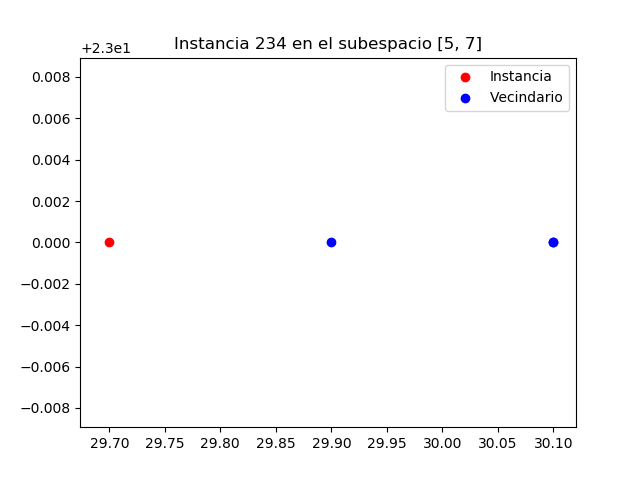 Instancia 234 en el subespacio [5, 7]
+2.3e1
Instancia
Vecindario
0.008
0.006
0.004
0.002
0.000
−0.002
−0.004
−0.006
−0.008
29.70 29.75 29.80 29.85 29.90 29.95 30.00 30.05 30.10